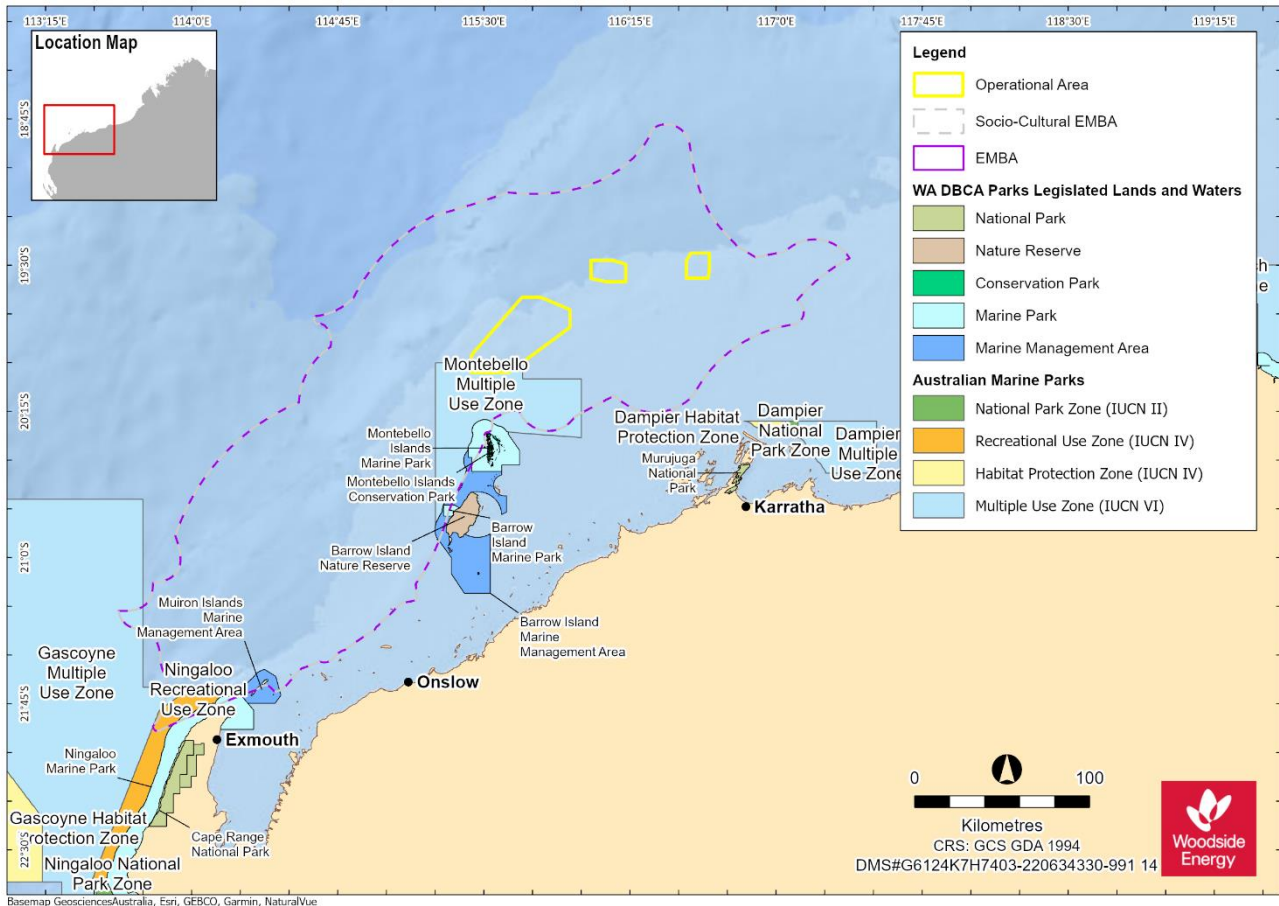 113°15'E
114°0'E
114°45'E
115°30'E
116°15'E
117°0'E
117°45'E
118°30'E
119°15'E
Location Map
18°45'S
19°30'S
20°15'S
21°0'S
21°45'S
22°30'S
Legend
Operational Area
Socio-Cultural EMBA
EMBA
WA DBCA Parks Legislated Lands and Waters
National Park
Nature Reserve
Conservation Park
Marine Park
Marine Management Area
Australian Marine Parks
National Park Zone (IUCN II)
Recreational Use Zone (IUCN IV)
Habitat Protection Zone (IUCN IV)
Multiple Use Zone (IUCN VI)
Montebello
Multiple
Use Zone
Montebello
Islands
Marine Park
Montebello Islands
Conservation Park
Dampier Habitat
Protection Zone
Dampier
National
Park Zone
Dampier
Multiple
Use Zone
Murujuga
National
Park
Karratha
Barrow
Island
Marine Park
Barrow Island
Nature Reserve
Barrow Island
Marine
Management Area
Muiron Islands
Marine
Management Area
Gascoyne
Multiple
Use Zone
Ningaloo
Recreational
Use Zone
Onslow
Exmouth
Ningaloo
Marine Park
Gascoyne Habitat
Protection Zone
Cape Range
National Park
Ningaloo National
Park Zone
0
100
Kilometres
CRS: GCS GDA 1994
DMS#G6124K7H7403-220634330-991 14
Woodside
Energy
Basemap GeosciencesAustralia, Esri, GEBCO, Garmin, NaturalVue